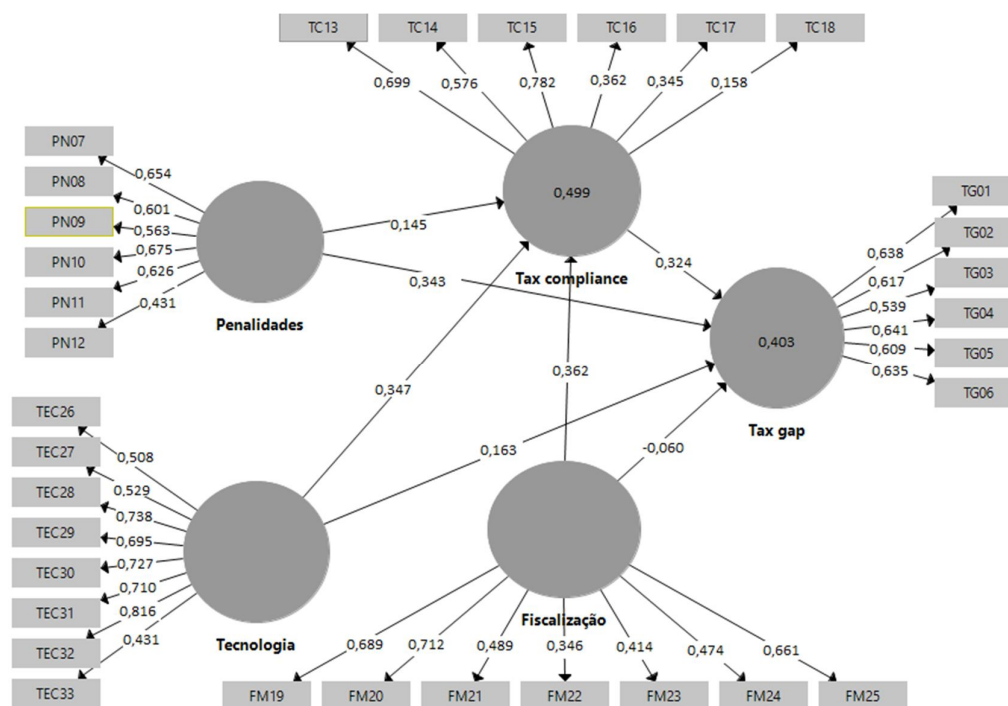 TC13 TC14 TC15 TC16 TC17 TC18
0,699 0,576 0,782 0,362 0,345 0,158
PN07
PN08
PN09
PN10
PN11
PN12
0,654
0,601
0,563
0,675
0,626
0,431
Penalidades
0,145
0,343
0,499
Tax compliance
0,324
TG01
TG02
TG03
TG04
TG05
TG06
0,638
0,617
0,539
0,641
0,609
0,635
0,403
Tax gap
0,347
0,362
0,163
-0,060
TEC26
TEC27
TEC28
TEC29
TEC30
TEC31
TEC32
TEC33
0,508
0,529
0,738
0,695
0,727
0,710
0,816
0,431
Tecnologia
Fiscalização
0,689 0,712 0,489 0,346 0,414 0,474 0,661
FM19 FM20 FM21 FM22 FM23 FM24 FM25